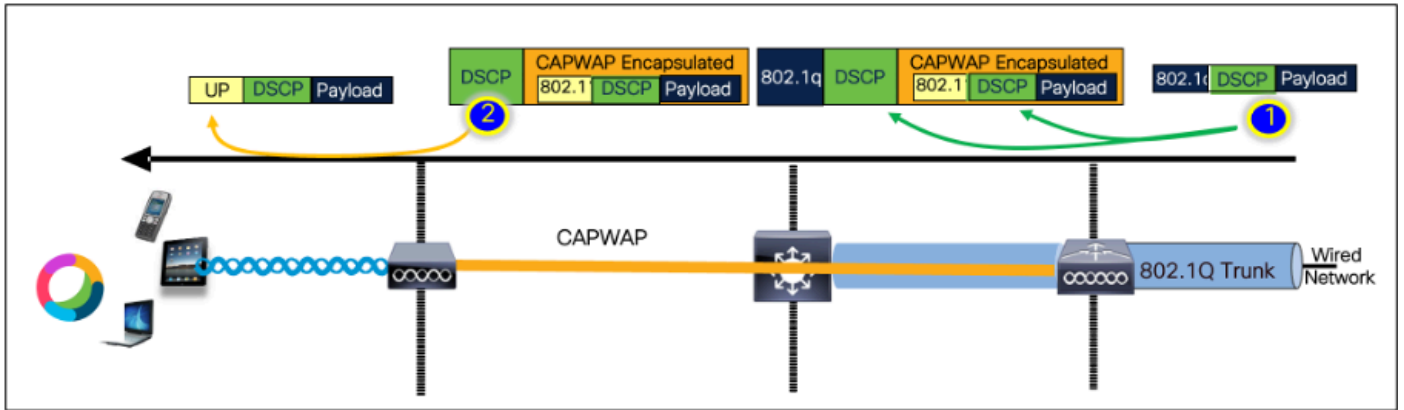 UP DSCP Payload
DSCP
CAPWAP Encapsulated
802.1 DSCP Payload
2
802.1q DSCP
CAPWAP Encapsulated
802.1 DSCP Payload
802.1q DSCP Payload
1
CAPWAP
802.1Q Trunk
Wired
Network